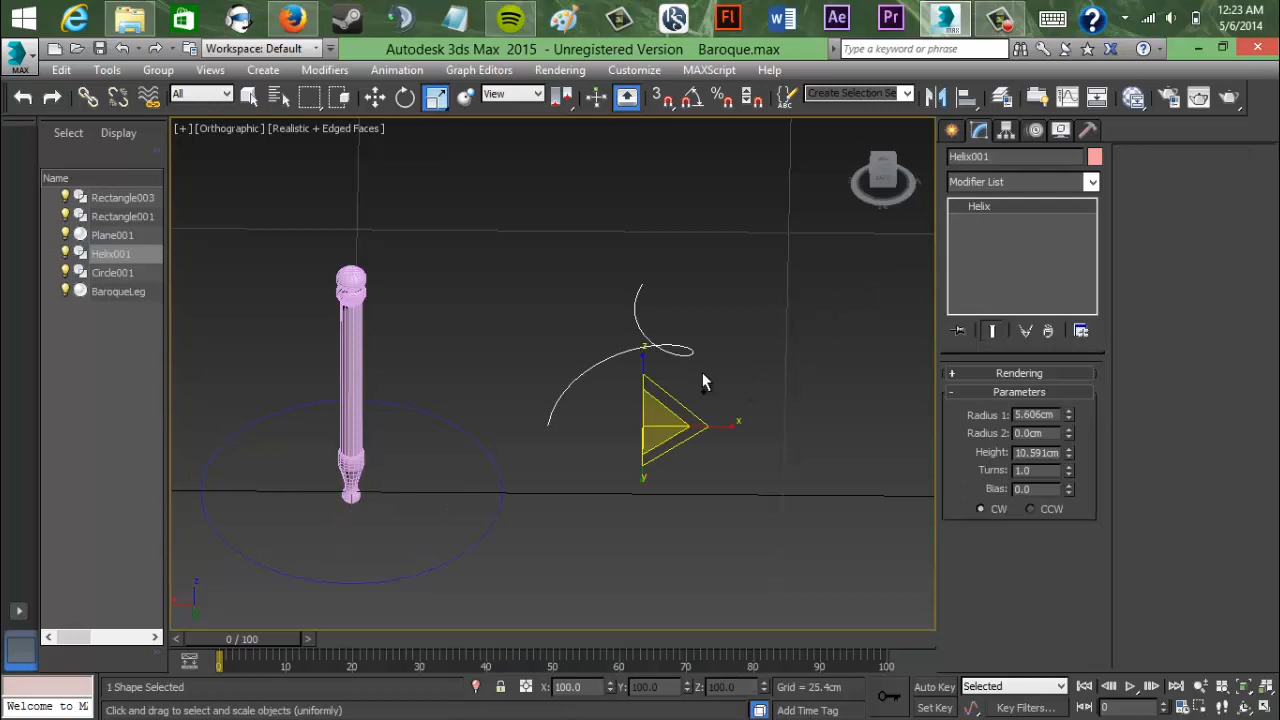 12:23 AM
5/6/2014
Fl
Ae
Pr
MAX
Workspace: Default
Autodesk 3ds Max 2015 - Unregistered Version Baroque.max
Type a keyword or phrase
Edit Tools Group Views Create Modifiers Animation Graph Editors Rendering Customize MAXScript Help
All
View
Create Selection Se
Select Display
[+][Orthographic][Realistic + Edged Faces]
Name
Rectangle003
Rectangle001
Plane001
Helix001
Circle001
BaroqueLeg
z
x
y
z
Helix001
Modifier List
Helix
+ Rendering
- Parameters
Radius 1: 5.606cm
Radius 2: 0.0cm
Height: 10.591cm
Turns: 1.0
Bias: 0.0
CW CCW
0 / 100
0 10 20 30 40 50 60 70 80 90 100
1 Shape Selected
X: 100.0 Y: 100.0 Z: 100.0
Grid = 25.4cm
Auto Key
Selected
Welcome to M
Click and drag to select and scale objects (uniformly)
Add Time Tag
Set Key
Key Filters...
0